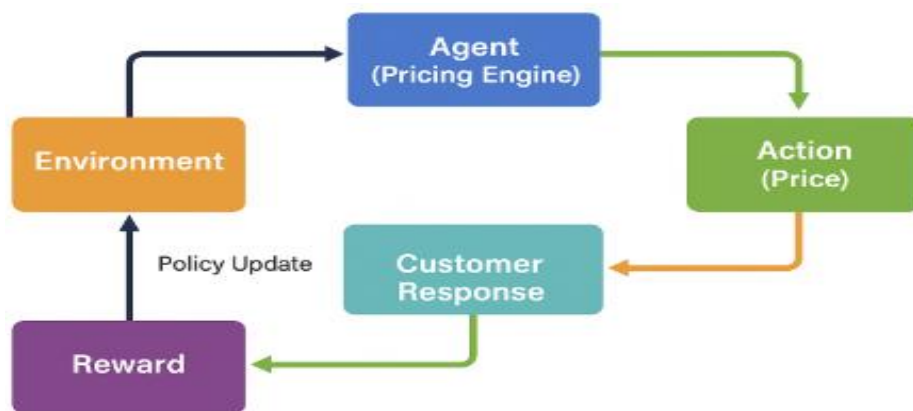 Agent
(Pricing Engine)
Environment
Action
(Price)
Policy Update
Customer
Response
Reward